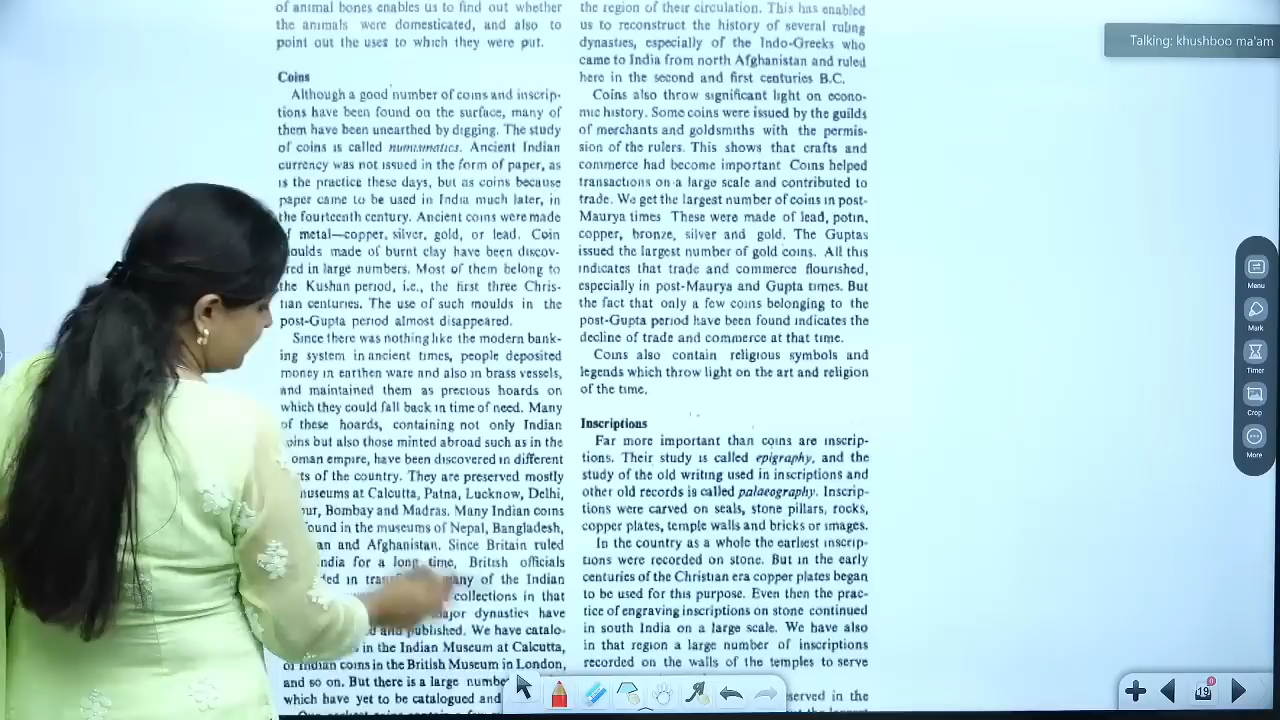 of animal bones enables us to find out whether
the animals were domesticated, and also to
point out the uses to which they were put.
Coins
Although a good number of coins and inscrip-
tions have been found on the surface, many of
them have been unearthed by digging. The study
of coins is called numismatics. Ancient Indian
currency was not issued in the form of paper, as
is the practice these days, but as coins because
paper came to be used in India much later, in
the fourteenth century. Ancient coins were made
metal—copper, silver, gold, or lead. Coin
oulds made of burnt clay have been discov-
red in large numbers. Most of them belong to
the Kushan period, i.e., the first three Chris-
tian centuries. The use of such moulds in the
post-Gupta period almost disappeared.
Since there was nothing like the modern bank-
ing system in ancient times, people deposited
money in earthen ware and also in brass vessels,
and maintained them as precious hoards on
which they could fall back in time of need. Many
of these hoards, containing not only Indian
oins but also those minted abroad such as in the
oman empire, have been discovered in different
ts of the country. They are preserved mostly
useums at Calcutta, Patna, Lucknow, Delhi,
ur, Bombay and Madras. Many Indian coins
ound in the museums of Nepal, Bangladesh,
an and Afghanistan. Since Britain ruled
ndia for a long time, British officials
ded in many of the Indian
collections in that
ajor dynasties have
and published. We have catalo-
in the Indian Museum at Calcutta,
of Indian coins in the British Museum in London,
and so on. But there is a large numbe
which have yet to be catalogued and
the region of their circulation. This has enabled
us to reconstruct the history of several ruling
dynasties, especially of the Indo-Greeks who
came to India from north Afghanistan and ruled
here in the second and first centuries B.C.
Coins also throw significant light on econo-
mic history. Some coins were issued by the guilds
of merchants and goldsmiths with the permis-
sion of the rulers. This shows that crafts and
commerce had become important Coins helped
transactions on a large scale and contributed to
trade. We get the largest number of coins in post-
Maurya times These were made of lead, potin,
copper, bronze, silver and gold. The Guptas
issued the largest number of gold coins. All this
indicates that trade and commerce flourished,
especially in post-Maurya and Gupta times. But
the fact that only a few coins belonging to the
post-Gupta period have been found indicates the
decline of trade and commerce at that time.
Coins also contain religious symbols and
legends which throw light on the art and religion
of the time.
Inscriptions
Far more important than coins are inscrip-
tions. Their study is called epigraphy, and the
study of the old writing used in inscriptions and
other old records is called palaeography. Inscrip-
tions were carved on seals, stone pillars, rocks,
copper plates, temple walls and bricks or images.
In the country as a whole the earliest inscrip-
tions were recorded on stone. But in the early
centuries of the Christian era copper plates began
to be used for this purpose. Even then the prac-
tice of engraving inscriptions on stone continued
in south India on a large scale. We have also
in that region a large number of inscriptions
recorded on the walls of the temples to serve
served in the
Talking: khushboo ma'am
Menu
Mark
Timer
Crop
More
19
0